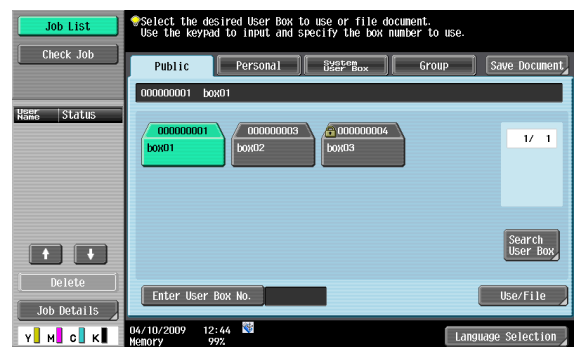 Job List
Check Job
User Name
Status
Delete
Job Details
Y M C K
Select the desired User Box to use or file document.
Use the keypad to input and specify the box number to use.
Public
Personal
System User Box
Group
Save Document
000000001 box01
000000001
box01
000000003
box02
000000004
box03
1/ 1
Search
User Box
Enter User Box No.
Use/File
04/10/2009 12:44
Memory 99%
Language Selection